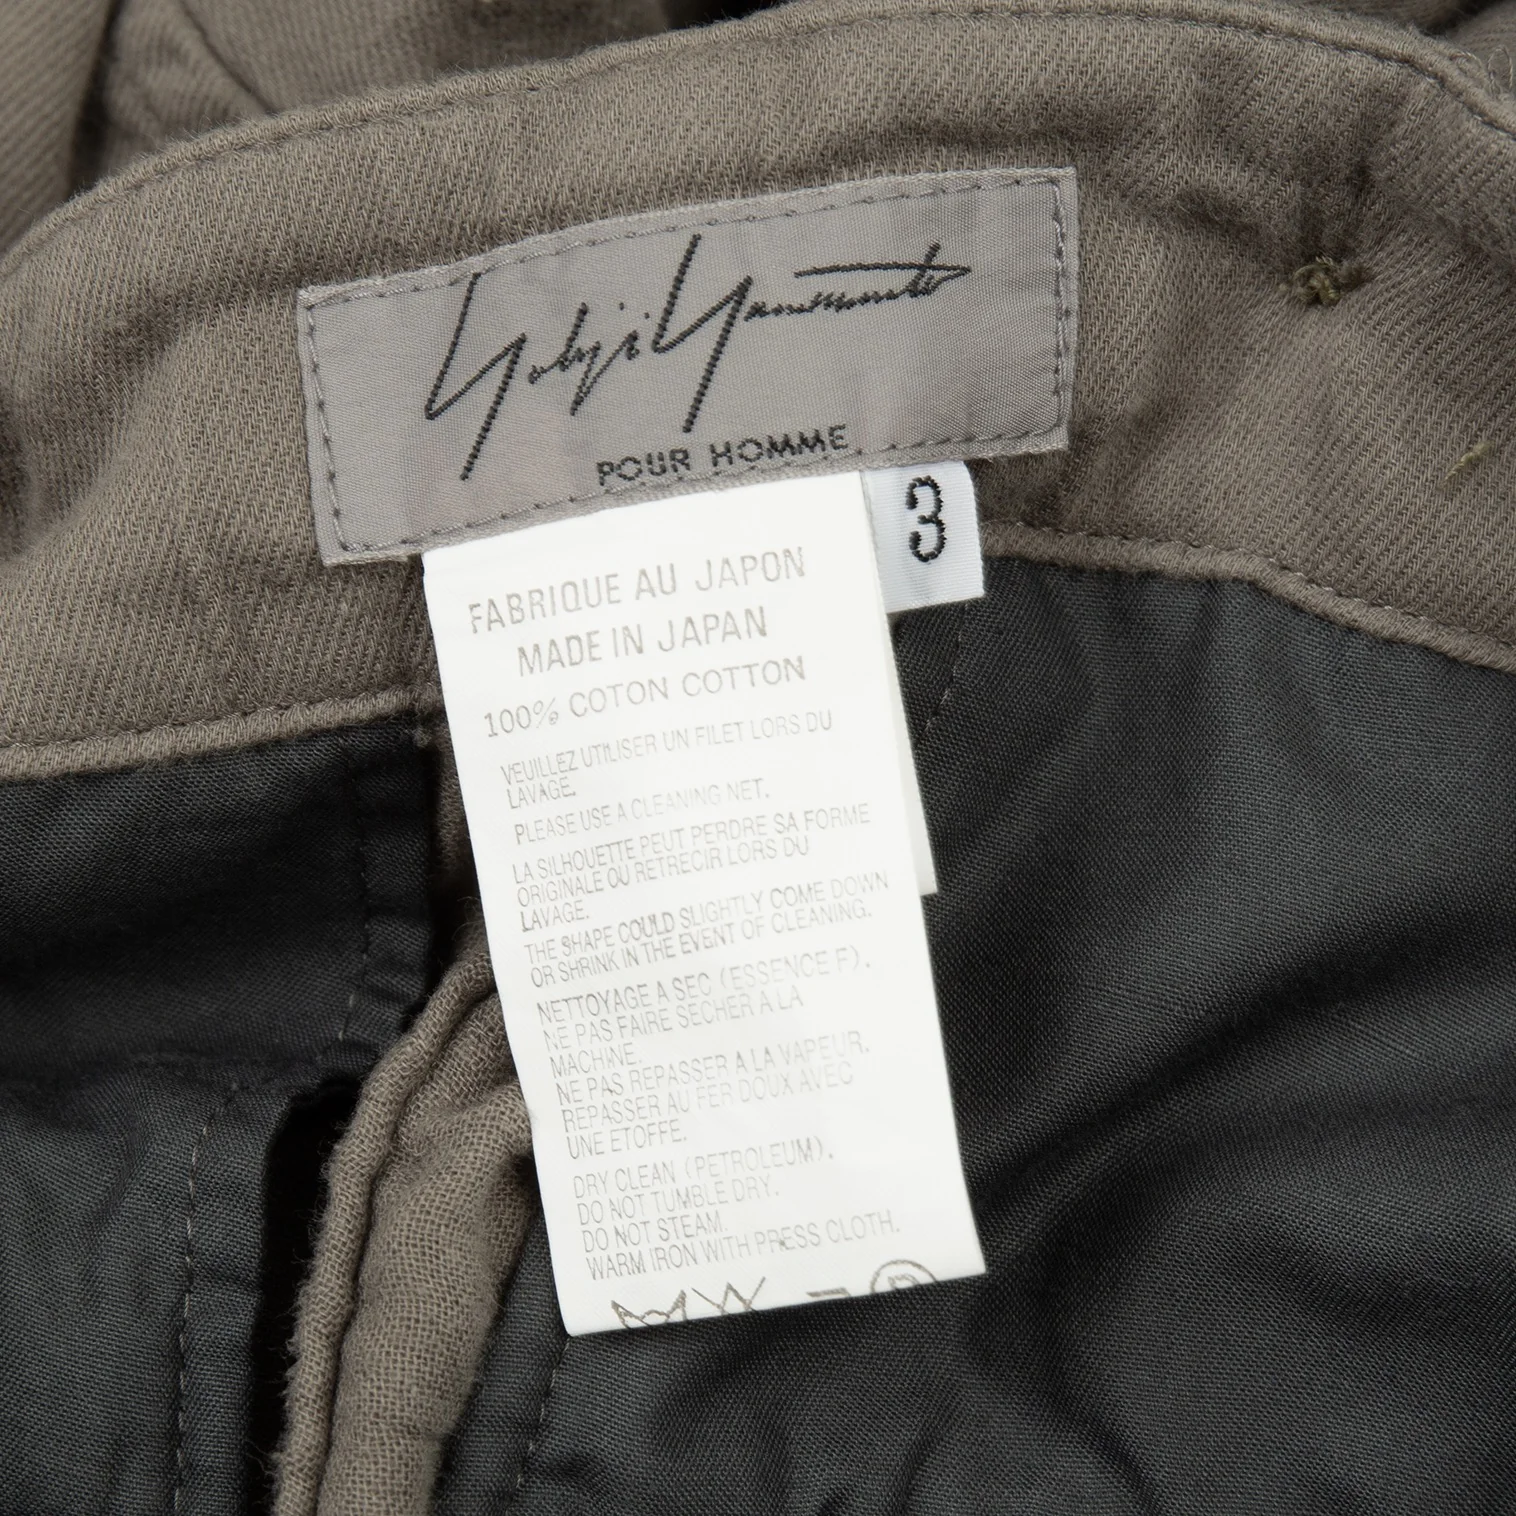 Yohji Yamamoto
POUR HOMME
3
FABRIQUE AU JAPON
MADE IN JAPAN
100% COTON COTTON
VEUILLEZ UTILISER UN FILET LORS DU
LAVAGE.
PLEASE USE A CLEANING NET.
LA SILHOUETTE PEUT PERDRE SA FORME
ORIGINALE OU RETRECIR LORS DU
LAVAGE.
THE SHAPE COULD SLIGHTLY COME DOWN
OR SHRINK IN THE EVENT OF CLEANING.
NETTOYAGE A SEC (ESSENCE F).
NE PAS FAIRE SECHER A LA
MACHINE.
NE PAS REPASSER A LA VAPEUR.
REPASSER AU FER DOUX AVEC
UNE ETOFFE.
DRY CLEAN (PETROLEUM).
DO NOT TUMBLE DRY.
DO NOT STEAM.
WARM IRON WITH PRESS CLOTH.